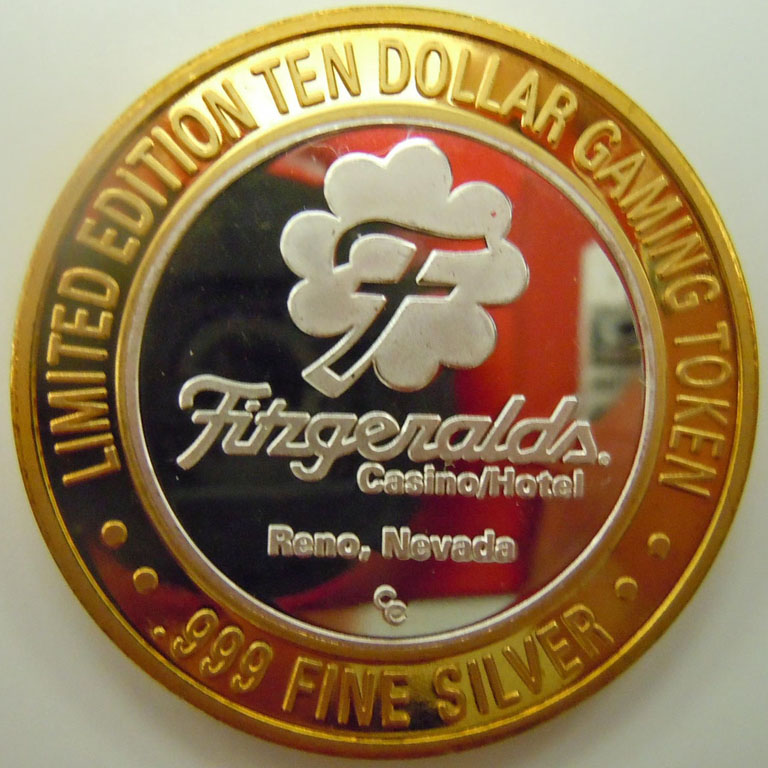 LIMITED EDITION TEN DOLLAR GAMING TOKEN
F
Fitzgeralds.
Casino/Hotel
Reno, Nevada
CC
.999 FINE SILVER